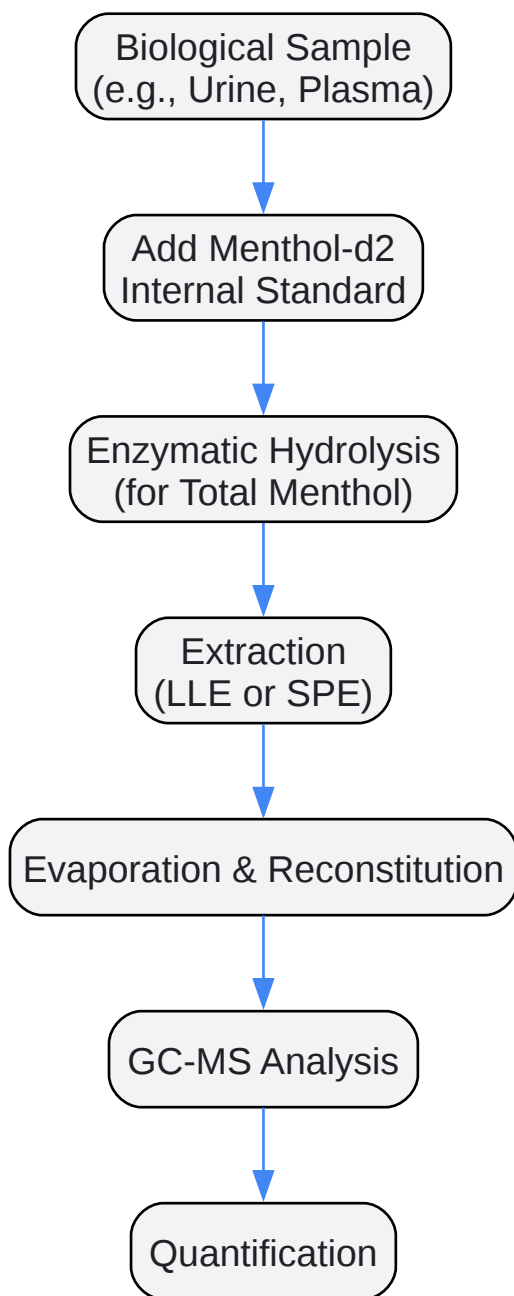 Biological Sample
(e.g., Urine, Plasma)
Add Menthol-d2
Internal Standard
Enzymatic Hydrolysis
(for Total Menthol)
Extraction
(LLE or SPE)
Evaporation & Reconstitution
GC-MS Analysis
Quantification